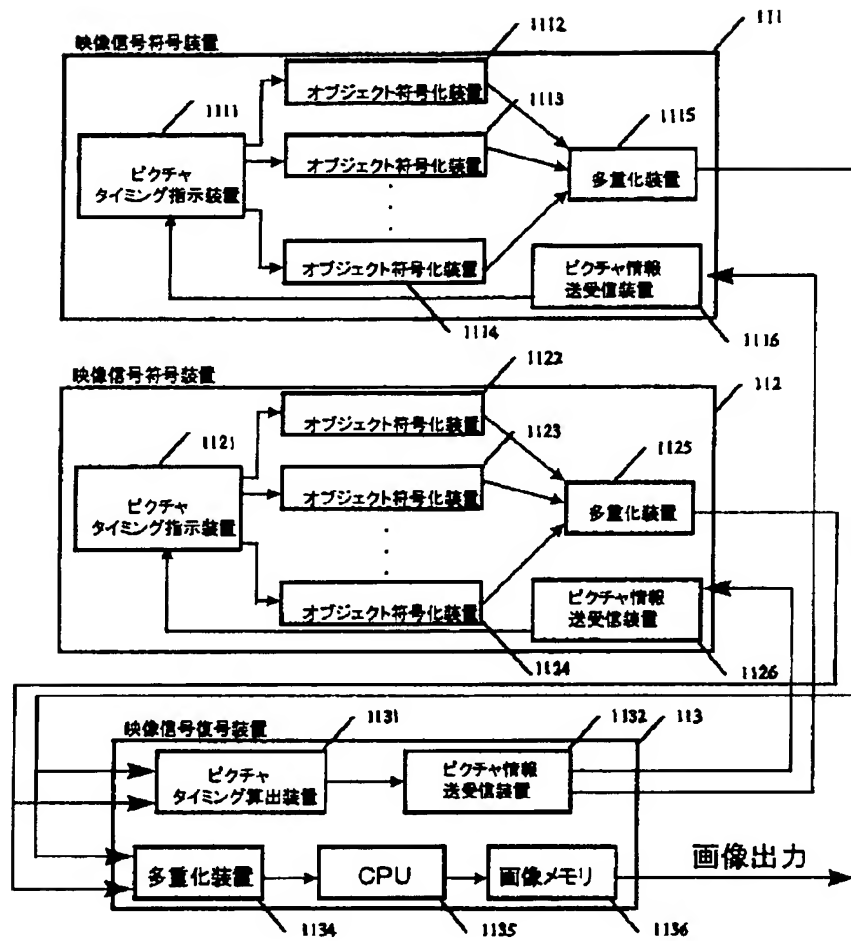 映像信号符号装置
1112
111
オブジェクト符号化装置
1113
1111
オブジェクト符号化装置
1115
ピクチャ
タイミング指示装置
多重化装置
オブジェクト符号化装置
ピクチャ情報
送受信装置
1114
1116
映像信号符号装置
1122
112
オブジェクト符号化装置
1123
1121
オブジェクト符号化装置
1125
ピクチャ
タイミング指示装置
多重化装置
オブジェクト符号化装置
ピクチャ情報
送受信装置
1124
1126
映像信号復号装置
1131
1132
113
ピクチャ
タイミング算出装置
ピクチャ情報
送受信装置
多重化装置
CPU
画像メモリ
画像出力
1134
1135
1136